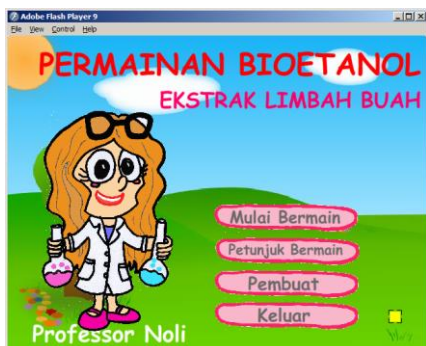 Adobe Flash Player 9
File View Control Help
PERMAINAN BIOETANOL
EKSTRAK LIMBAH BUAH
Mulai Bermain
Petunjuk Bermain
Pembuat
Keluar
Professor Noli